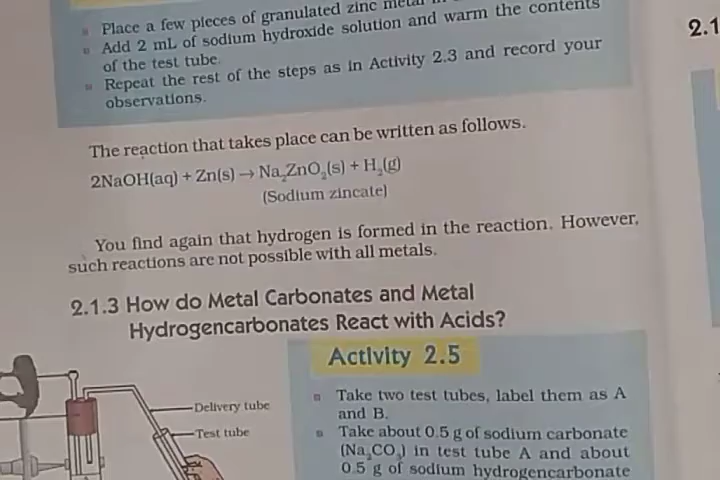 Place a few pieces of granulated zinc metal
Add 2 mL of sodium hydroxide solution and warm the contents
of the test tube.
Repeat the rest of the steps as in Activity 2.3 and record your
observations.
The reaction that takes place can be written as follows.
2NaOH(aq) + Zn(s) → Na₂ZnO₂(s) + H₂(g)
(Sodium zincate)
You find again that hydrogen is formed in the reaction. However,
such reactions are not possible with all metals.
2.1.3 How do Metal Carbonates and Metal
Hydrogencarbonates React with Acids?
Activity 2.5
Take two test tubes, label them as A
and B.
Take about 0.5 g of sodium carbonate
(Na₂CO₃) in test tube A and about
0.5 g of sodium hydrogencarbonate
Delivery tube
Test tube
2.1